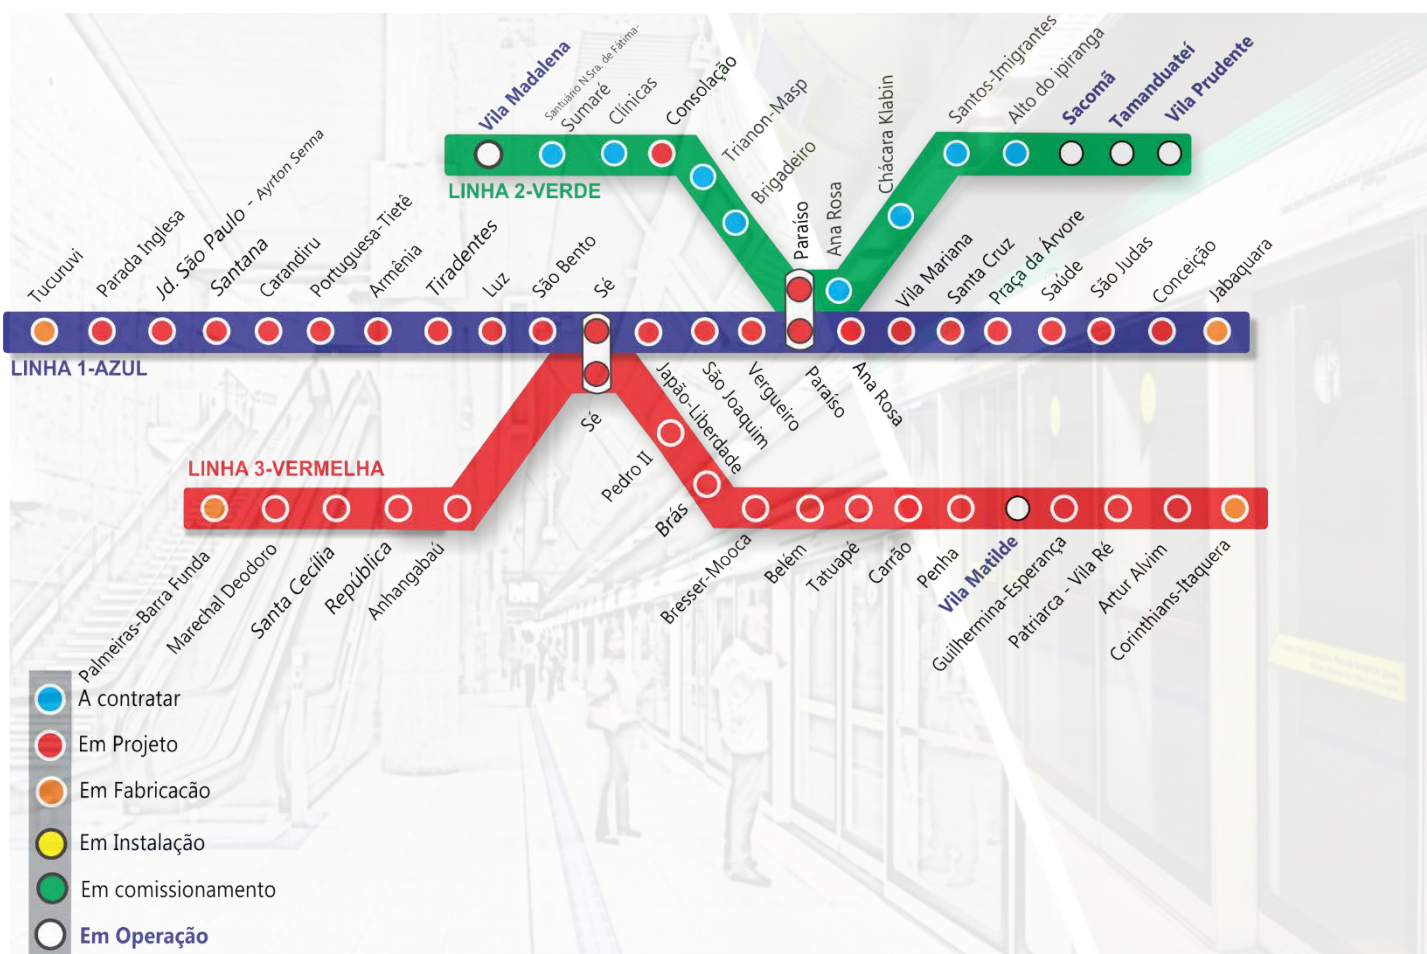 Vila Madalena
Santuário N.Sra. de Fátima-
Sumaré
Clínicas
Consolação
Trianon-Masp
Brigadeiro
Paraíso
Ana Rosa
Chácara Klabin
Santos-Imigrantes
Alto do ipiranga
Sacomã
Tamanduateí
Vila Prudente
LINHA 2-VERDE
Tucuruvi
Parada Inglesa
Jd. São Paulo - Ayrton Senna
Santana
Carandiru
Portuguesa-Tietê
Armênia
Tiradentes
Luz
São Bento
Sé
Vila Mariana
Santa Cruz
Praça da Árvore
Saúde
São Judas
Conceição
Jabaquara
LINHA 1-AZUL
Japão-Liberdade
São Joaquim
Vergueiro
Paraíso
Ana Rosa
Sé
LINHA 3-VERMELHA
Pedro II
Brás
Palmeiras-Barra Funda
Marechal Deodoro
Santa Cecília
República
Anhangabaú
Bresser-Mooca
Belém
Tatuapé
Carrão
Penha
Vila Matilde
Guilhermina-Esperança
Patriarca - Vila Ré
Artur Alvim
Corinthians-Itaquera
A contratar
Em Projeto
Em Fabricacão
Em Instalação
Em comissionamento
Em Operação